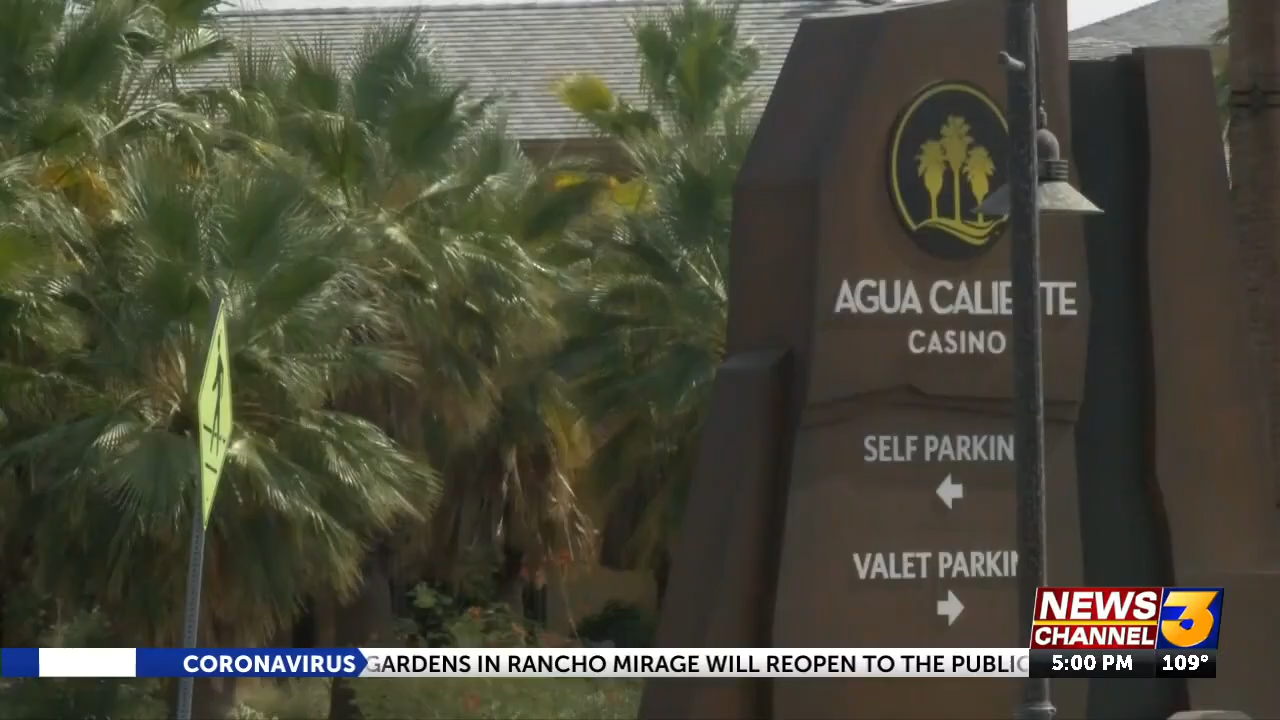 AGUA CALIE TE
CASINO
SELF PARKIN
VALET PARKIN
NEWS
CHANNEL 3
5:00 PM 109°
CORONAVIRUS GARDENS IN RANCHO MIRAGE WILL REOPEN TO THE PUBLIC